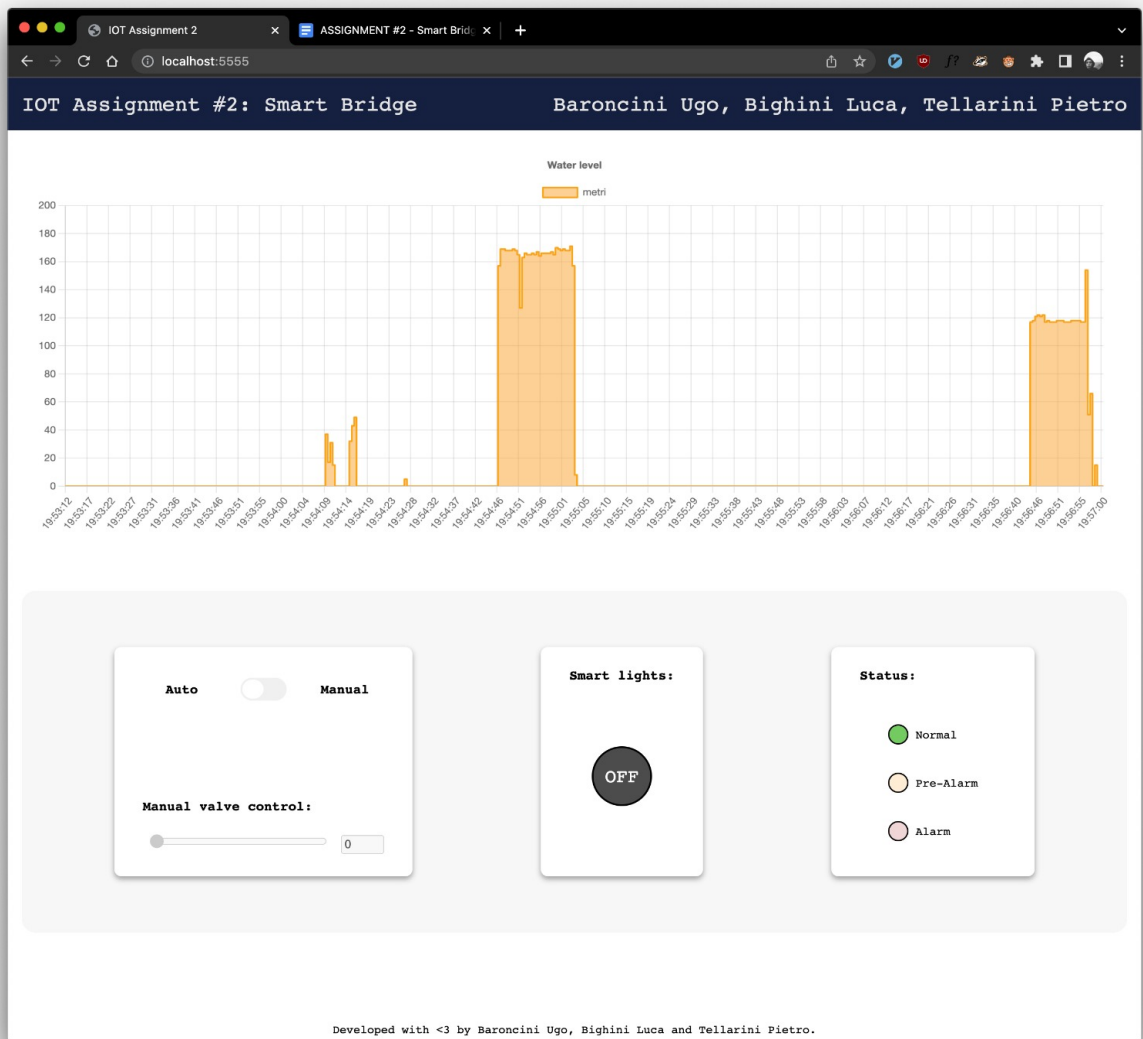 IOT Assignment 2
ASSIGNMENT #2 - Smart Bridg
localhost:5555
IOT Assignment #2: Smart Bridge
Baroncini Ugo, Bighini Luca, Tellarini Pietro
Water level
metri
200
180
160
140
120
100
80
60
40
20
0
19:53:12 19:53:17 19:53:22 19:53:27 19:53:31 19:53:36 19:53:41 19:53:46 19:53:51 19:53:55 19:54:00 19:54:04 19:54:09 19:54:14 19:54:19 19:54:23 19:54:28 19:54:32 19:54:37 19:54:42 19:54:46 19:54:51 19:54:56 19:55:01 19:55:05 19:55:10 19:55:15 19:55:19 19:55:24 19:55:29 19:55:33 19:55:38 19:55:43 19:55:48 19:55:53 19:55:58 19:56:03 19:56:07 19:56:12 19:56:17 19:56:21 19:56:26 19:56:31 19:56:35 19:56:40 19:56:46 19:56:51 19:56:55 19:57:00
Auto
Manual
Manual valve control:
0
Smart lights:
OFF
Status:
Normal
Pre-Alarm
Alarm
Developed with <3 by Baroncini Ugo, Bighini Luca and Tellarini Pietro.